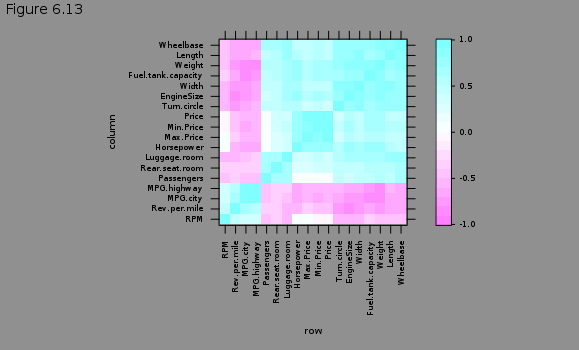 Figure 6.13
Wheelbase
Length
Weight
Fuel.tank.capacity
Width
EngineSize
Turn.circle
Price
Min.Price
Max.Price
Horsepower
Luggage.room
Rear.seat.room
Passengers
MPG.highway
MPG.city
Rev.per.mile
RPM
column
1.0
0.5
0.0
-0.5
-1.0
RPM
Rev.per.mile
MPG.city
MPG.highway
Passengers
Rear.seat.room
Luggage.room
Horsepower
Max.Price
Min.Price
Price
Turn.circle
EngineSize
Width
Fuel.tank.capacity
Weight
Length
Wheelbase
row